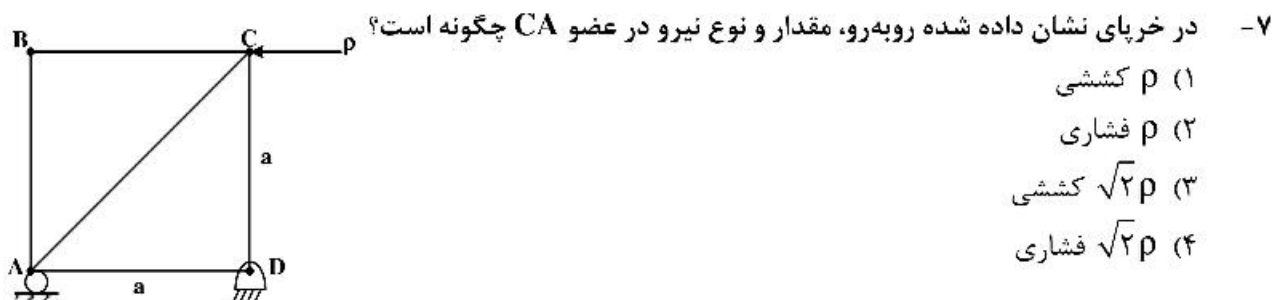 ۷- در خرپای نشان داده شده روبه‌رو، مقدار و نوع نیرو در عضو CA چگونه است؟
۱) ρ کششی
۲) ρ فشاری
۳) √۲ρ کششی
۴) √۲ρ فشاری
B C ρ
a
A D
a